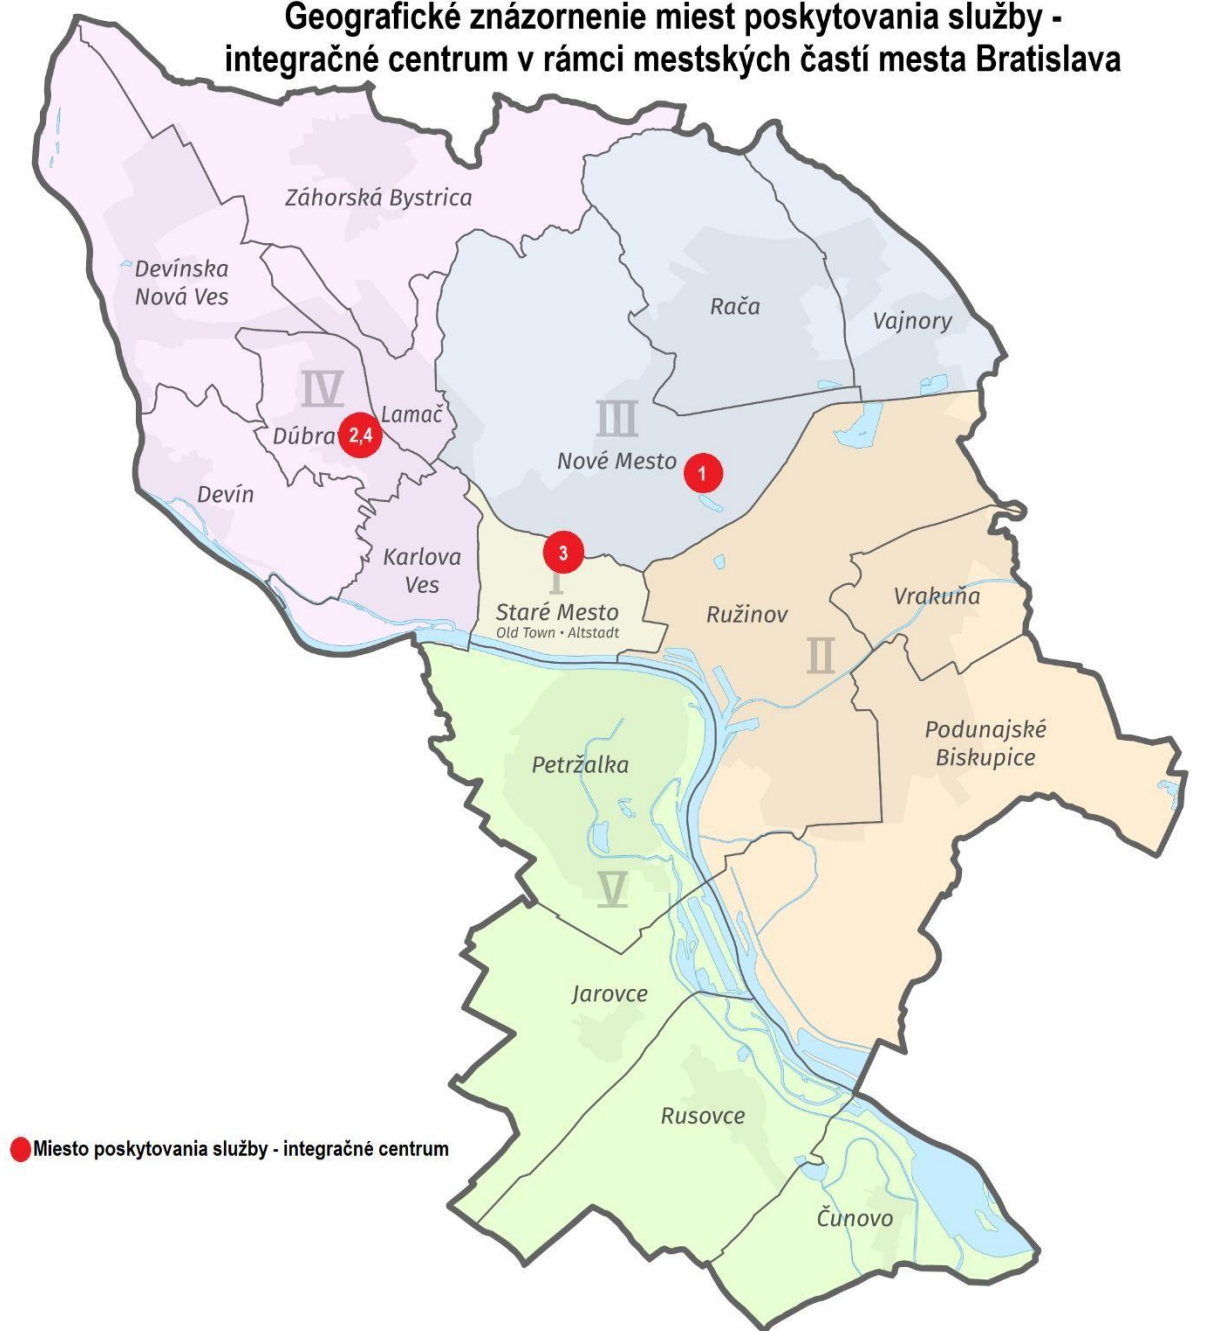 Geografické znázornenie miest poskytovania služby -
integračné centrum v rámci mestských častí mesta Bratislava
Záhorská Bystrica
Devínska
Nová Ves
Rača
Vajnory
IV
Lamač
III
Dúbra
2,4
Nové Mesto
1
Devín
Karlova
Ves
3
I
Staré Mesto
Old Town • Altstadt
Ružinov
Vrakuňa
II
Podunajské
Biskupice
Petržalka
V
Jarovce
Rusovce
Miesto poskytovania služby - integračné centrum
Čunovo